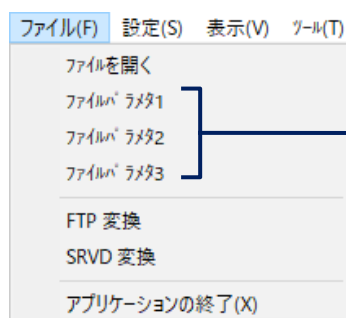 ファイル(F) 設定(S) 表示(V) ﾂｰﾙ(T)
ﾌｧｲﾙを開く
ﾌｧｲﾙﾊﾟﾗﾒﾀ1
ﾌｧｲﾙﾊﾟﾗﾒﾀ2
ﾌｧｲﾙﾊﾟﾗﾒﾀ3
FTP 変換
SRVD 変換
アプリケーションの終了(X)